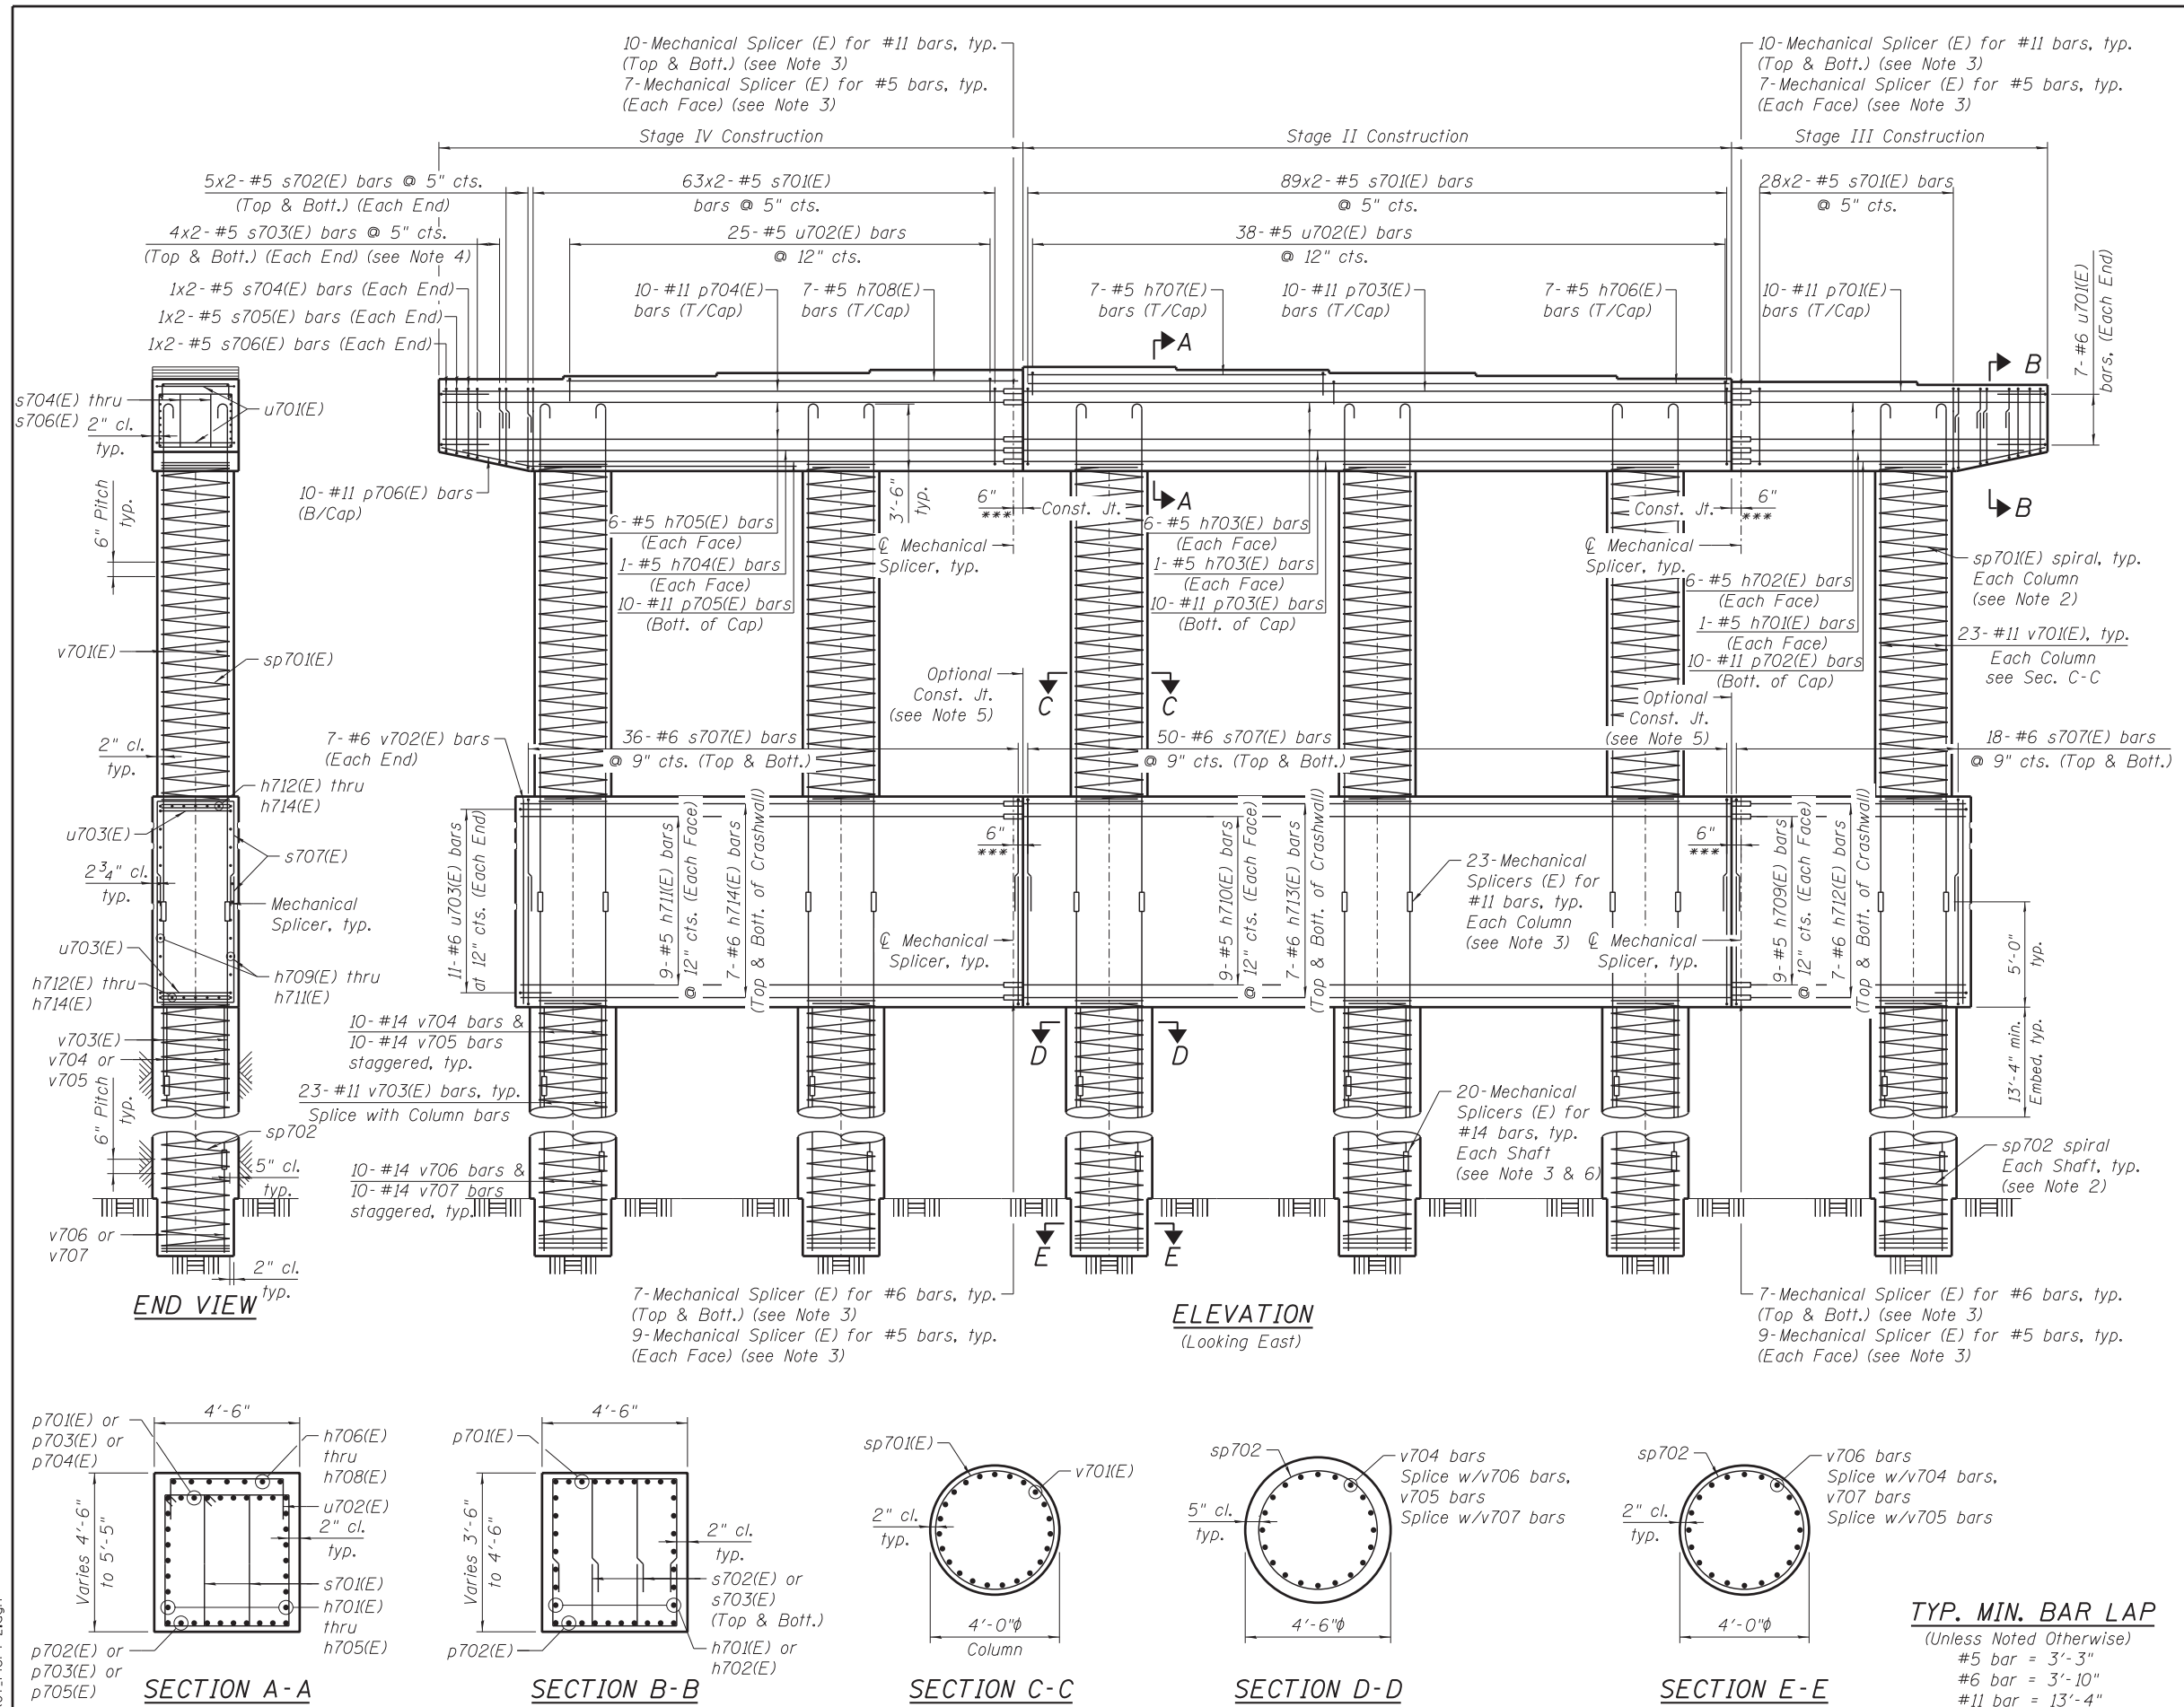 10-Mechanical Splicer (E) for #11 bars, typ.
(Top & Bott.) (see Note 3)
7-Mechanical Splicer (E) for #5 bars, typ.
(Each Face) (see Note 3)
10-Mechanical Splicer (E) for #11 bars, typ.
(Top & Bott.) (see Note 3)
7-Mechanical Splicer (E) for #5 bars, typ.
(Each Face) (see Note 3)
Stage IV Construction
Stage II Construction
Stage III Construction
5x2-#5 s702(E) bars @ 5" cts.
(Top & Bott.) (Each End)
63x2-#5 s701(E)
bars @ 5" cts.
89x2-#5 s701(E) bars
@ 5" cts.
28x2-#5 s701(E) bars
@ 5" cts.
4x2-#5 s703(E) bars @ 5" cts.
(Top & Bott.) (Each End) (see Note 4)
25-#5 u702(E) bars
@ 12" cts.
38-#5 u702(E) bars
@ 12" cts.
7-#6 u701(E)
bars, (Each End)
1x2-#5 s704(E) bars (Each End)
1x2-#5 s705(E) bars (Each End)
1x2-#5 s706(E) bars (Each End)
10-#11 p704(E)
bars (T/Cap)
7-#5 h708(E)
bars (T/Cap)
7-#5 h707(E)
bars (T/Cap)
10-#11 p703(E)
bars (T/Cap)
7-#5 h706(E)
bars (T/Cap)
10-#11 p701(E)
bars (T/Cap)
A
B
s704(E) thru
s706(E)
2" cl.
typ.
u701(E)
10-#11 p706(E) bars
(B/Cap)
6" Pitch
typ.
3'-6"
typ.
6"
***
Const. Jt.
A
Const. Jt.
6"
***
B
6-#5 h705(E) bars
(Each Face)
1-#5 h704(E) bars
(Each Face)
10-#11 p705(E) bars
(Bott. of Cap)
℄ Mechanical
Splicer, typ.
6-#5 h703(E) bars
(Each Face)
1-#5 h703(E) bars
(Each Face)
10-#11 p703(E) bars
(Bott. of Cap)
℄ Mechanical
Splicer, typ.
6-#5 h702(E) bars
(Each Face)
1-#5 h701(E) bars
(Each Face)
10-#11 p702(E) bars
(Bott. of Cap)
sp701(E) spiral, typ.
Each Column
(see Note 2)
23-#11 v701(E), typ.
Each Column
see Sec. C-C
v701(E)
sp701(E)
Optional
Const. Jt.
(see Note 5)
C
C
Optional
Const. Jt.
(see Note 5)
2" cl.
typ.
7-#6 v702(E) bars
(Each End)
36-#6 s707(E) bars
@ 9" cts. (Top & Bott.)
50-#6 s707(E) bars
@ 9" cts. (Top & Bott.)
18-#6 s707(E) bars
@ 9" cts. (Top & Bott.)
h712(E) thru
h714(E)
u703(E)
s707(E)
2 3/4" cl.
typ.
Mechanical
Splicer, typ.
u703(E)
h712(E) thru
h714(E)
h709(E) thru
h711(E)
11-#6 u703(E) bars
at 12" cts. (Each End)
9-#5 h711(E) bars
@ 12" cts. (Each Face)
7-#6 h714(E) bars
(Top & Bott. of Crashwall)
6"
***
℄ Mechanical
Splicer, typ.
9-#5 h710(E) bars
@ 12" cts. (Each Face)
7-#6 h713(E) bars
(Top & Bott. of Crashwall)
23-Mechanical
Splicers (E) for
#11 bars, typ.
Each Column
(see Note 3)
6"
***
℄ Mechanical
Splicer, typ.
9-#5 h709(E) bars
@ 12" cts. (Each Face)
7-#6 h712(E) bars
(Top & Bott. of Crashwall)
5'-0"
typ.
13'-4" min.
Embed. typ.
v703(E)
v704 or
v705
6" Pitch
typ.
sp702
5" cl.
typ.
v706 or
v707
2" cl.
typ.
10-#14 v704 bars &
10-#14 v705 bars
staggered, typ.
23-#11 v703(E) bars, typ.
Splice with Column bars
10-#14 v706 bars &
10-#14 v707 bars
staggered, typ.
D
D
20-Mechanical
Splicers (E) for
#14 bars, typ.
Each Shaft
(see Note 3 & 6)
sp702 spiral
Each Shaft, typ.
(see Note 2)
E
E
END VIEW
7-Mechanical Splicer (E) for #6 bars, typ.
(Top & Bott.) (see Note 3)
9-Mechanical Splicer (E) for #5 bars, typ.
(Each Face) (see Note 3)
ELEVATION
(Looking East)
7-Mechanical Splicer (E) for #6 bars, typ.
(Top & Bott.) (see Note 3)
9-Mechanical Splicer (E) for #5 bars, typ.
(Each Face) (see Note 3)
p701(E) or
p703(E) or
p704(E)
4'-6"
h706(E)
thru
h708(E)
u702(E)
2" cl.
typ.
Varies 4'-6"
to 5'-5"
s701(E)
h701(E)
thru
h705(E)
p702(E) or
p703(E) or
p705(E)
SECTION A-A
p701(E)
4'-6"
Varies 3'-6"
to 4'-6"
2" cl.
typ.
s702(E) or
s703(E)
(Top & Bott.)
h701(E) or
h702(E)
p702(E)
SECTION B-B
sp701(E)
v701(E)
2" cl.
typ.
4'-0"ϕ
Column
SECTION C-C
sp702
v704 bars
Splice w/v706 bars,
v705 bars
Splice w/v707 bars
5" cl.
typ.
4'-6"ϕ
SECTION D-D
sp702
v706 bars
Splice w/v704 bars,
v707 bars
Splice w/v705 bars
2" cl.
typ.
4'-0"ϕ
SECTION E-E
TYP. MIN. BAR LAP
(Unless Noted Otherwise)
#5 bar = 3'-3"
#6 bar = 3'-10"
#11 bar = 13'-4"